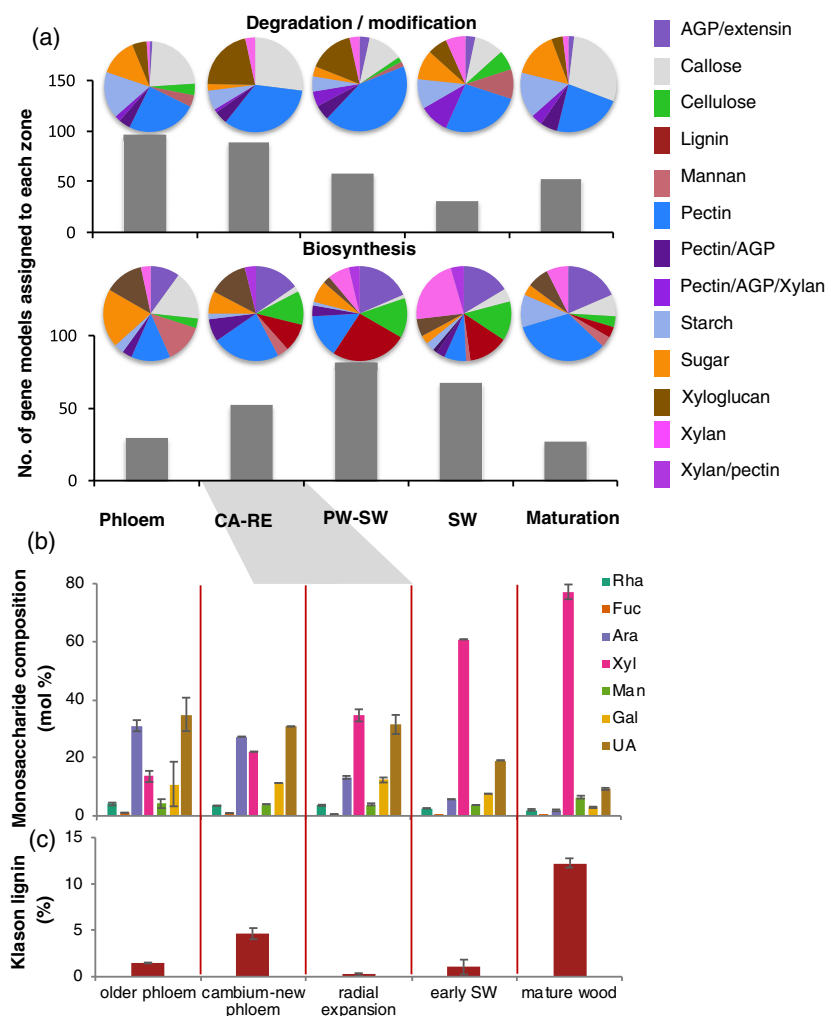 (a)
Degradation / modification
No. of gene models assigned to each zone
150
100
50
0
Biosynthesis
100
50
0
Phloem
CA-RE
PW-SW
SW
Maturation
AGP/extensin
Callose
Cellulose
Lignin
Mannan
Pectin
Pectin/AGP
Pectin/AGP/Xylan
Starch
Sugar
Xyloglucan
Xylan
Xylan/pectin
(b)
Monosaccharide composition
(mol %)
80
60
40
20
0
Rha
Fuc
Ara
Xyl
Man
Gal
UA
(c)
Klason lignin
(%)
15
10
5
0
older phloem
cambium-new
phloem
radial
expansion
early SW
mature wood